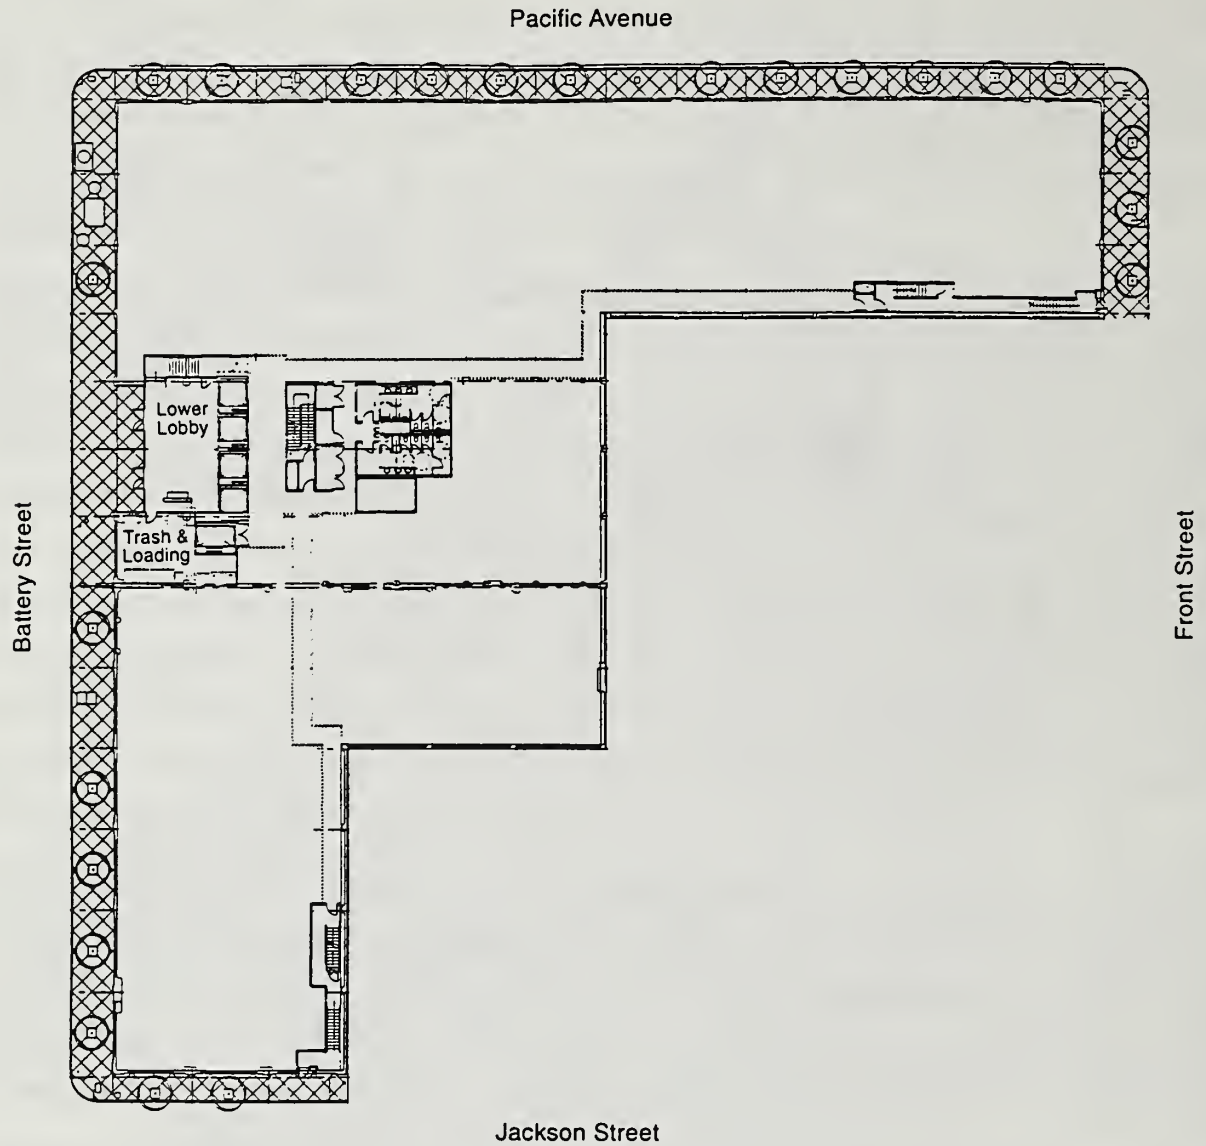 Pacific Avenue
Lower
Lobby
Trash &
Loading
Battery Street
Front Street
Jackson Street